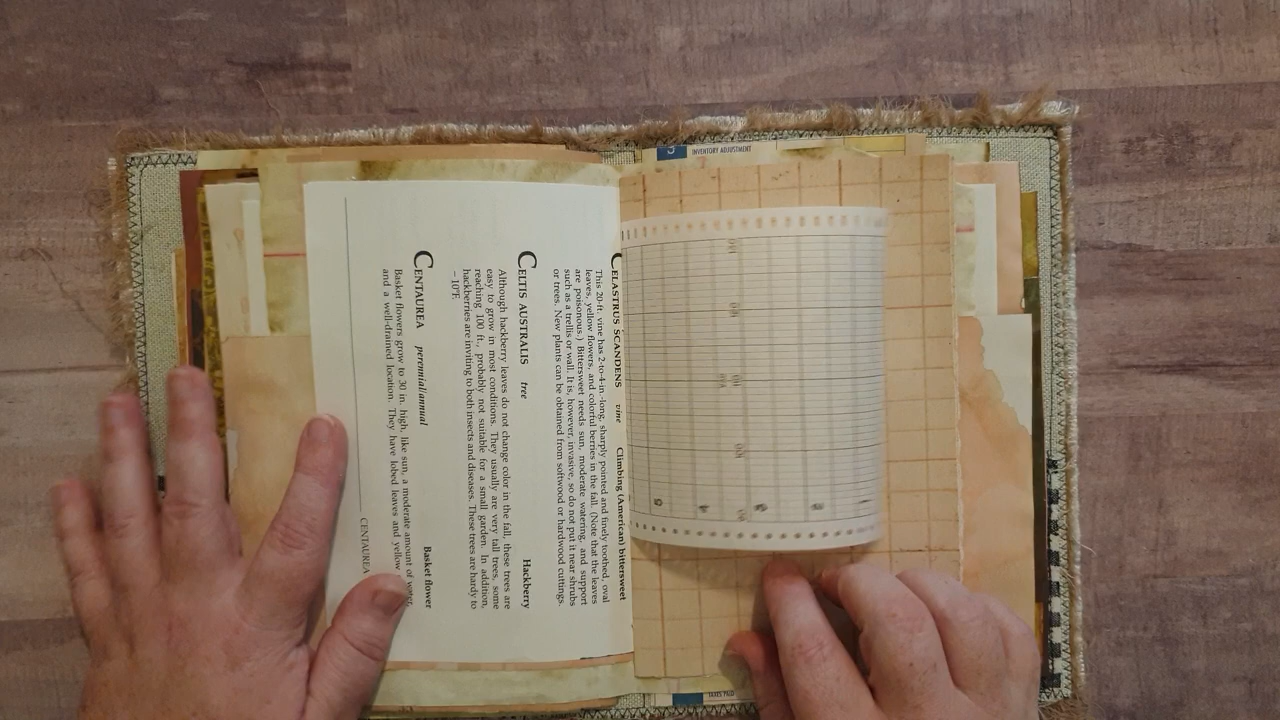 INVENTORY ADJUSTMENT
CELASTRUS SCANDENS vine Climbing (American) bittersweet
This 20-ft. vine has 2-to-4-in.-long, sharply pointed and finely toothed, oval
leaves, yellow flowers, and colorful berries in the fall. (Note that the leaves
are poisonous.) Bittersweet needs sun, moderate watering, and support
such as a trellis or wall. It is, however, invasive, so do not put it near shrubs
or trees. New plants can be obtained from softwood or hardwood cuttings.
CELTIS AUSTRALIS tree Hackberry
Although hackberry leaves do not change color in the fall, these trees are
easy to grow in most conditions. They usually are very tall trees, some
reaching 100 ft., probably not suitable for a small garden. In addition,
hackberries are inviting to both insects and diseases. These trees are hardy to
–10°F.
CENTAUREA perennial/annual Basket flower
Basket flowers grow to 30 in. high, like sun, a moderate amount of water,
and a well-drained location. They have lobed leaves and yellow
CENTAUREA
TAXES PAID